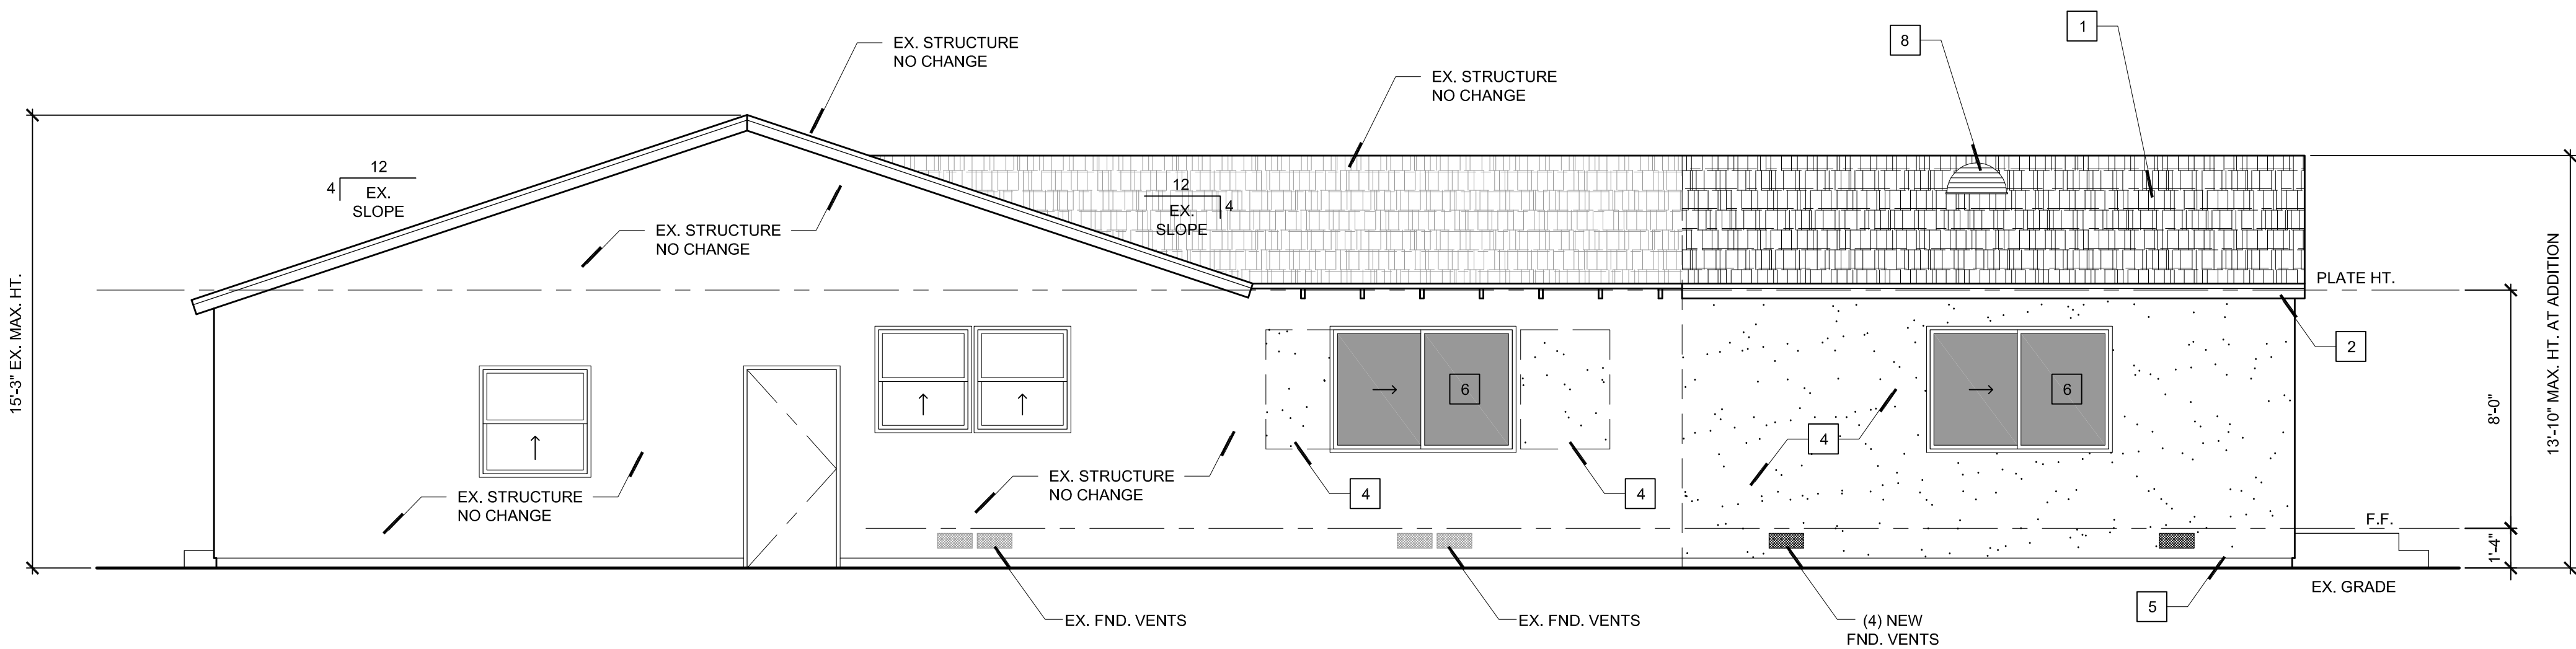 EX. STRUCTURE
NO CHANGE
EX. STRUCTURE
NO CHANGE
8
1
12
4
EX.
SLOPE
12
4
EX.
SLOPE
EX. STRUCTURE
NO CHANGE
15'-3" EX. MAX. HT.
PLATE HT.
2
13'-10" MAX. HT. AT ADDITION
8'-0"
6
6
4
EX. STRUCTURE
NO CHANGE
EX. STRUCTURE
NO CHANGE
4
4
F.F.
1'-4"
EX. GRADE
5
EX. FND. VENTS
EX. FND. VENTS
(4) NEW
FND. VENTS